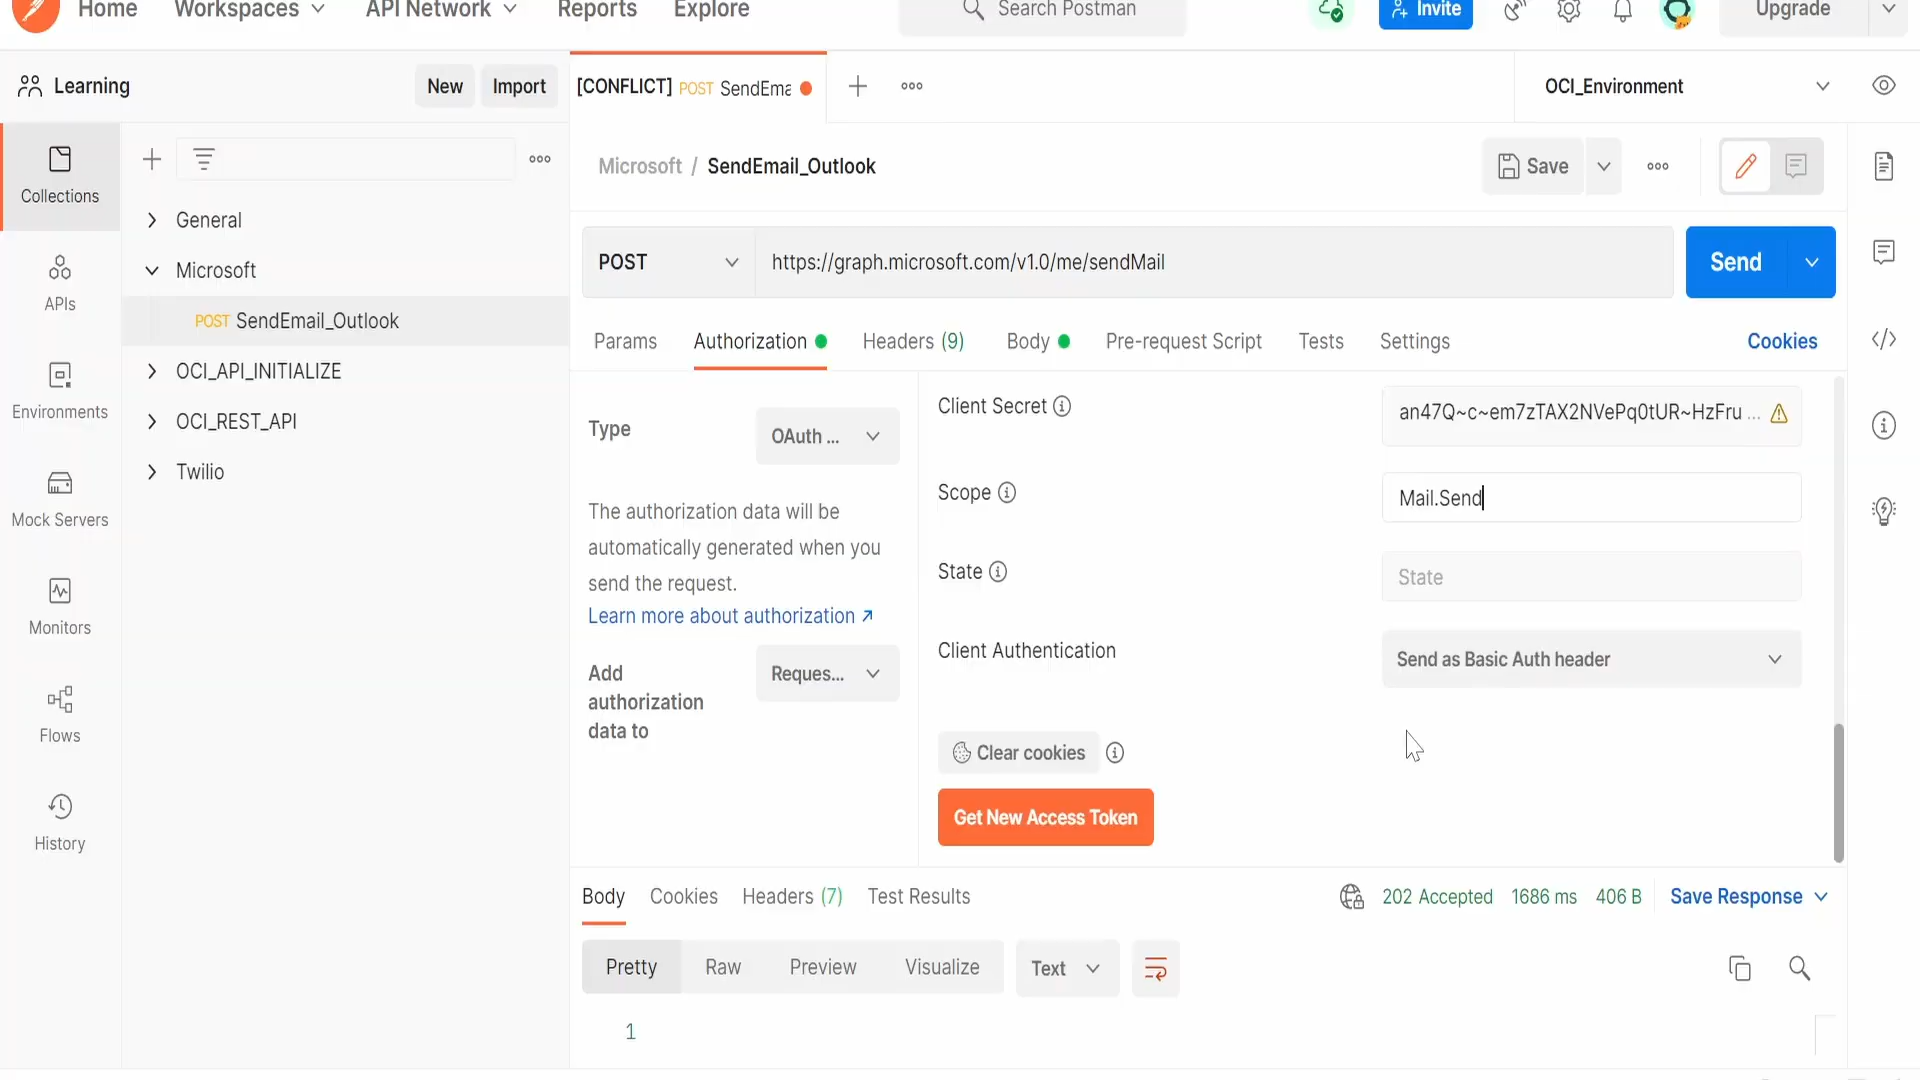 Home
Workspaces
API Network
Reports
Explore
Search Postman
Invite
Upgrade
Learning
New
Import
[CONFLICT] POST SendEma
OCI_Environment
Microsoft / SendEmail_Outlook
Save
Collections
APIs
Environments
Mock Servers
Monitors
Flows
History
General
Microsoft
POST SendEmail_Outlook
OCI_API_INITIALIZE
OCI_REST_API
Twilio
POST
https://graph.microsoft.com/v1.0/me/sendMail
Send
Params
Authorization
Headers (9)
Body
Pre-request Script
Tests
Settings
Cookies
Type
OAuth ...
The authorization data will be
automatically generated when you
send the request.
Learn more about authorization ↗
Add
authorization
data to
Reques...
Client Secret
an47Q~c~em7zTAX2NVePq0tUR~HzFru ...
Scope
Mail.Send
State
State
Client Authentication
Send as Basic Auth header
Clear cookies
Get New Access Token
Body
Cookies
Headers (7)
Test Results
202 Accepted
1686 ms
406 B
Save Response
Pretty
Raw
Preview
Visualize
Text
1